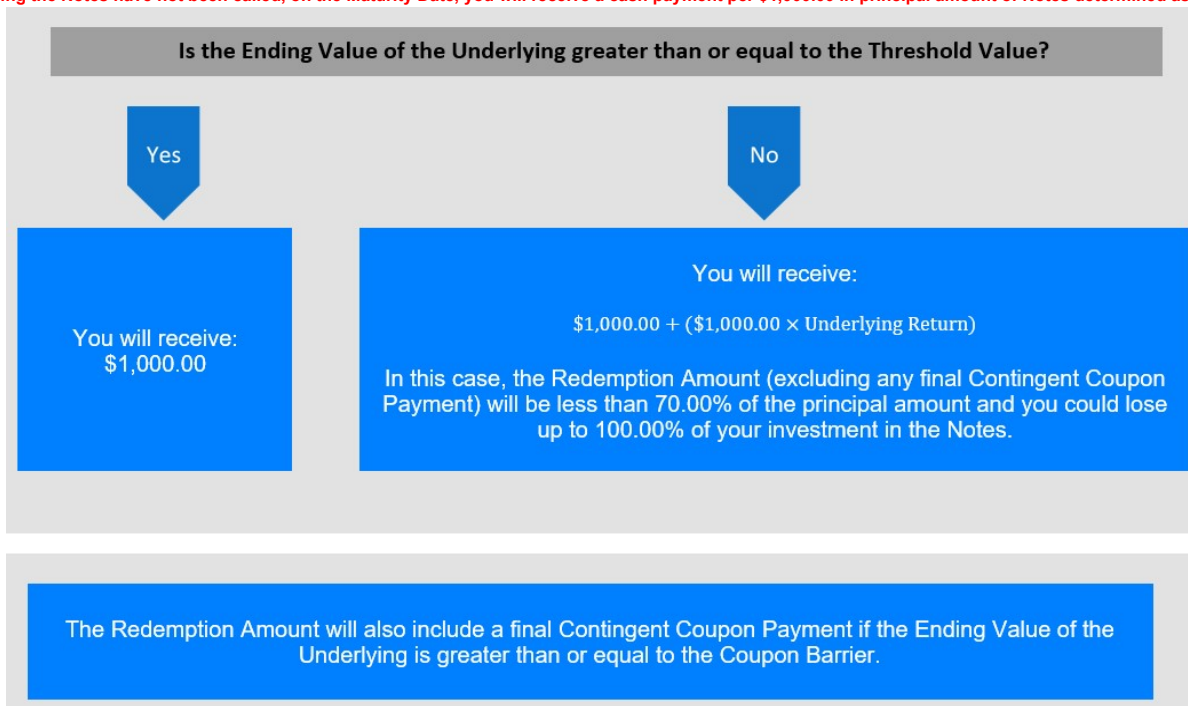 ing the Notes have not been called, on the Maturity Date, you will receive a cash payment per $1,000.00 in principal amount of Notes determined as
Is the Ending Value of the Underlying greater than or equal to the Threshold Value?
Yes
No
You will receive:
$1,000.00
You will receive:
$1,000.00 + ($1,000.00 × Underlying Return)
In this case, the Redemption Amount (excluding any final Contingent Coupon
Payment) will be less than 70.00% of the principal amount and you could lose
up to 100.00% of your investment in the Notes.
The Redemption Amount will also include a final Contingent Coupon Payment if the Ending Value of the
Underlying is greater than or equal to the Coupon Barrier.